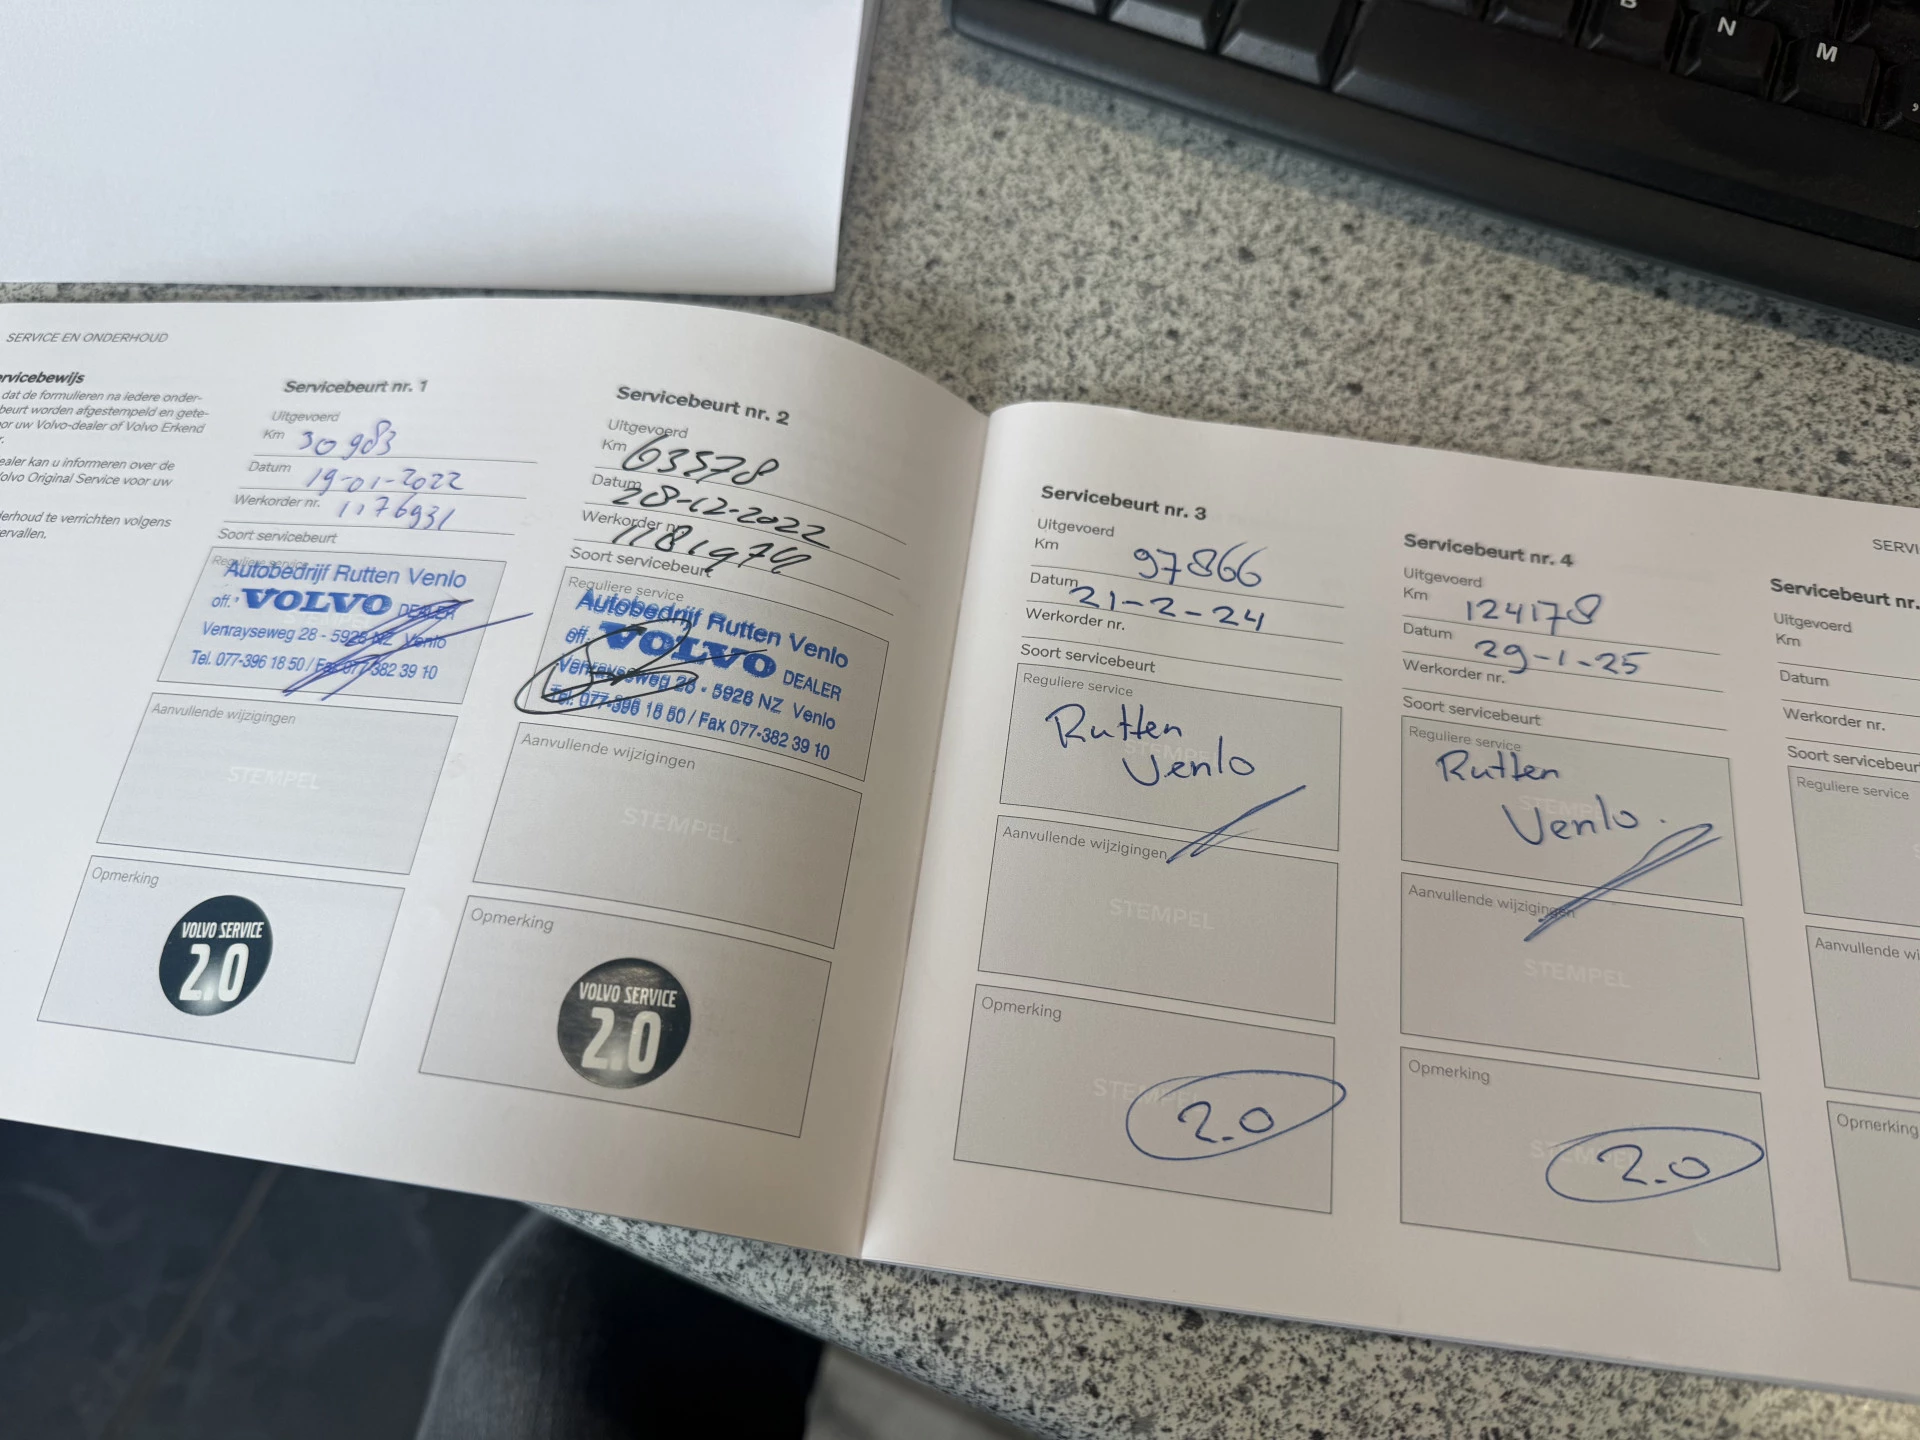 SERVICE EN ONDERHOUD
rvicebewijs
dat de formulieren na iedere onder-
beurt worden afgestempeld en gete-
or uw Volvo-dealer of Volvo Erkend
ealer kan u informeren over de
olvo Original Service voor uw
erhoud te verrichten volgens
ervallen.
Servicebeurt nr. 1
Uitgevoerd
Km 30983
Datum 19-01-2022
Werkorder nr. 1176931
Soort servicebeurt
Reguliere service
Autobedrijf Rutten Venlo
off. VOLVO DEALER
Venrayseweg 28 - 5928 NZ Venlo
Tel. 077-396 18 50 / Fax 077-382 39 10
Aanvullende wijzigingen
STEMPEL
Opmerking
VOLVO SERVICE
2.0
Servicebeurt nr. 2
Uitgevoerd
Km 63578
Datum 28-12-2022
Werkorder nr.
Soort servicebeurt
Reguliere service
Autobedrijf Rutten Venlo
off. VOLVO DEALER
Venrayseweg 28 - 5928 NZ Venlo
Tel. 077-396 18 50 / Fax 077-382 39 10
Aanvullende wijzigingen
STEMPEL
Opmerking
VOLVO SERVICE
2.0
Servicebeurt nr. 3
Uitgevoerd
Km 97866
Datum 21-2-24
Werkorder nr.
Soort servicebeurt
Reguliere service
STEMPEL
Rutten
Venlo
Aanvullende wijzigingen
STEMPEL
Opmerking
STEMPEL
2.0
Servicebeurt nr. 4
Uitgevoerd
Km 124178
Datum 29-1-25
Werkorder nr.
Soort servicebeurt
Reguliere service
STEMPEL
Rutten
Venlo.
Aanvullende wijzigingen
STEMPEL
Opmerking
STEMPEL
2.0
SERVI
Servicebeurt nr.
Uitgevoerd
Km
Datum
Werkorder nr.
Soort servicebeur
Reguliere service
Aanvullende wi
Opmerking
B N M ,